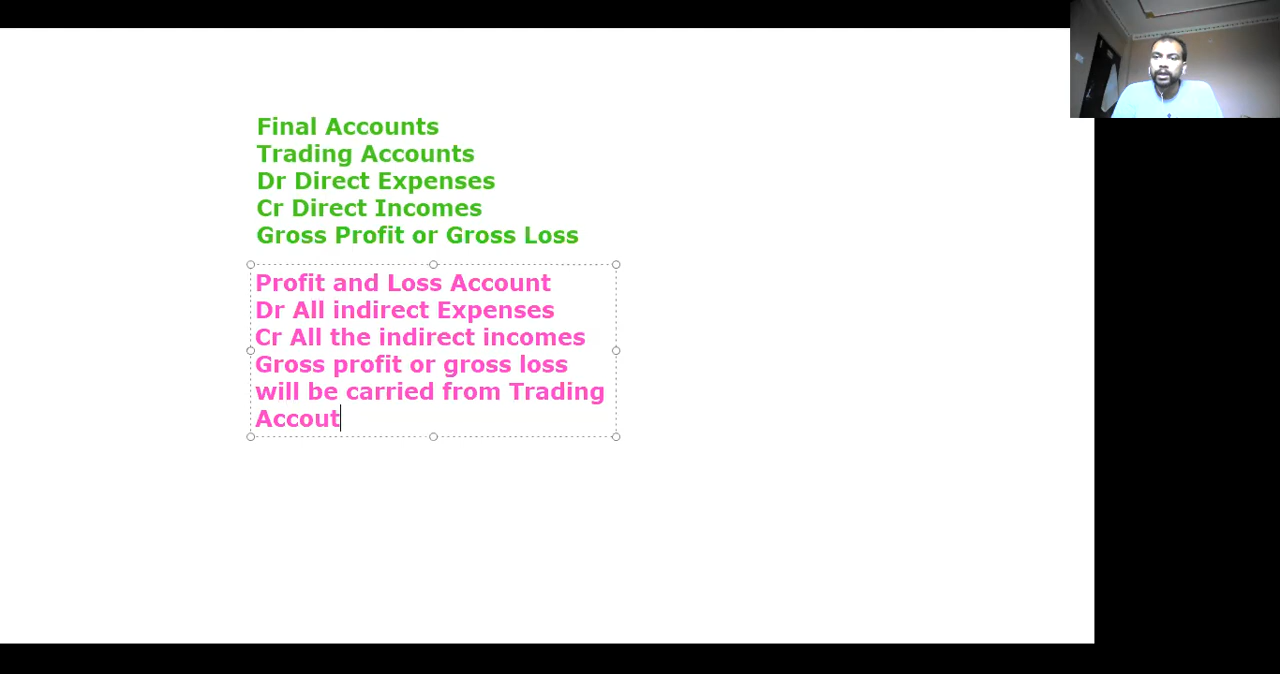 Final Accounts
Trading Accounts
Dr Direct Expenses
Cr Direct Incomes
Gross Profit or Gross Loss
Profit and Loss Account
Dr All indirect Expenses
Cr All the indirect incomes
Gross profit or gross loss
will be carried from Trading
Accout